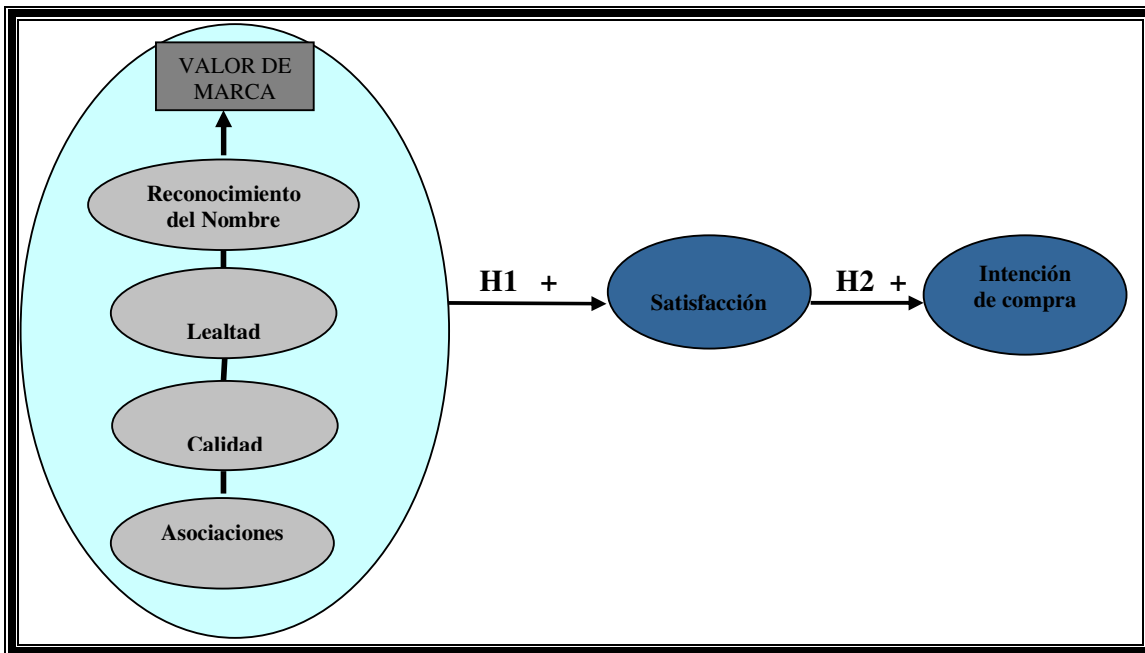 VALOR DE
MARCA
Reconocimiento
del Nombre
Lealtad
Calidad
Asociaciones
H1 +
Satisfacción
H2 +
Intención
de compra